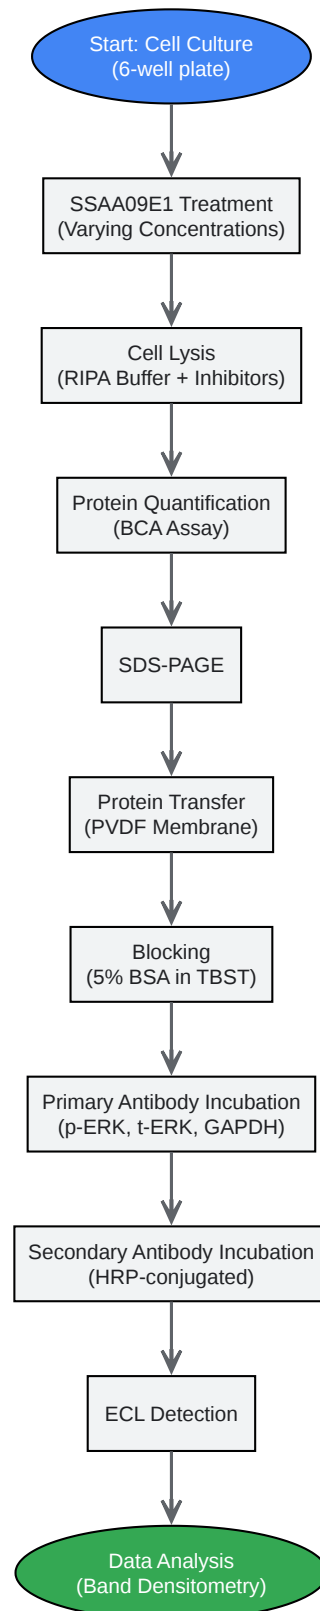 Start: Cell Culture
(6-well plate)
SSAA09E1 Treatment
(Varying Concentrations)
Cell Lysis
(RIPA Buffer + Inhibitors)
Protein Quantification
(BCA Assay)
SDS-PAGE
Protein Transfer
(PVDF Membrane)
Blocking
(5% BSA in TBST)
Primary Antibody Incubation
(p-ERK, t-ERK, GAPDH)
Secondary Antibody Incubation
(HRP-conjugated)
ECL Detection
Data Analysis
(Band Densitometry)